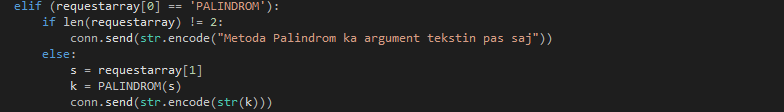 elif (requestarray[0] == 'PALINDROM'):
if len(requestarray) != 2:
conn.send(str.encode("Metoda Palindrom ka argument tekstin pas saj"))
else:
s = requestarray[1]
k = PALINDROM(s)
conn.send(str.encode(str(k)))